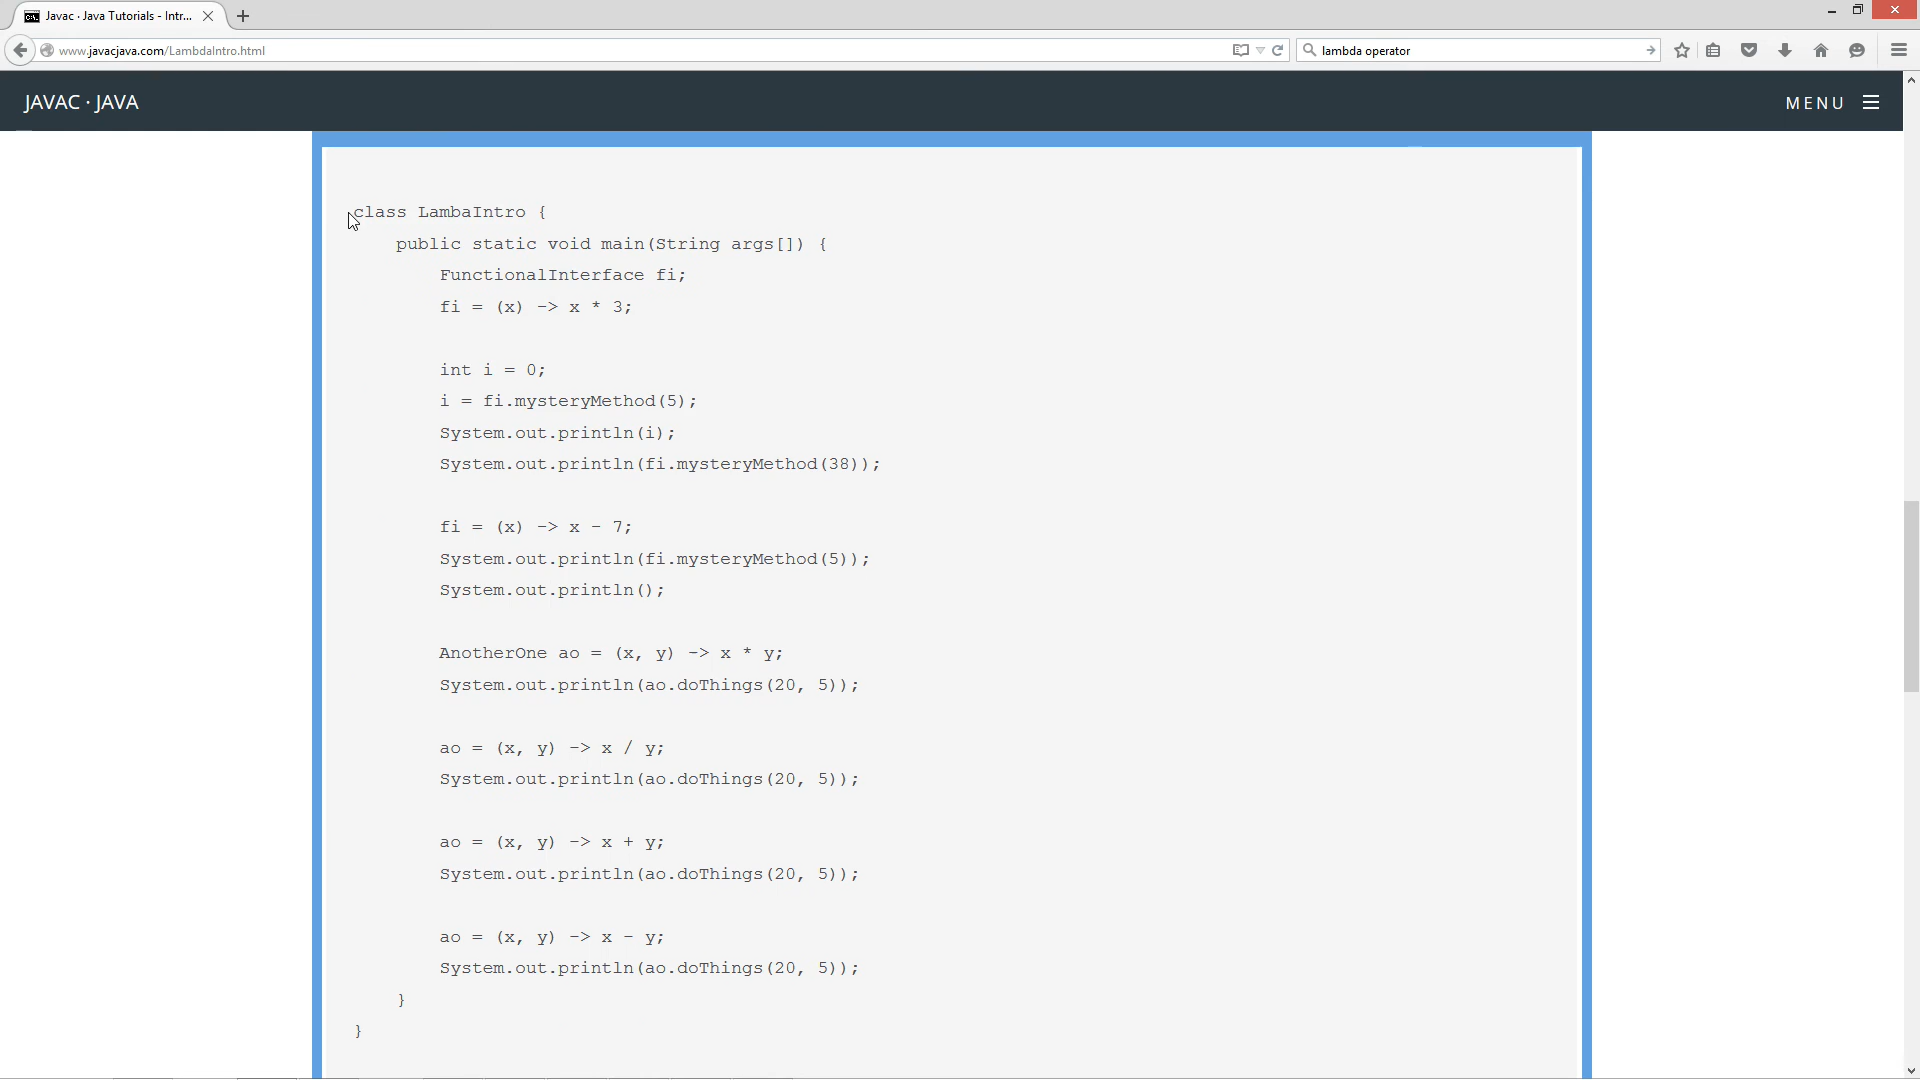 Javac · Java Tutorials - Intr...
www.javacjava.com/LambdaIntro.html
lambda operator
JAVAC · JAVA
MENU
class LambaIntro {
    public static void main(String args[]) {
        FunctionalInterface fi;
        fi = (x) -> x * 3;
        int i = 0;
        i = fi.mysteryMethod(5);
        System.out.println(i);
        System.out.println(fi.mysteryMethod(38));
        fi = (x) -> x - 7;
        System.out.println(fi.mysteryMethod(5));
        System.out.println();
        AnotherOne ao = (x, y) -> x * y;
        System.out.println(ao.doThings(20, 5));
        ao = (x, y) -> x / y;
        System.out.println(ao.doThings(20, 5));
        ao = (x, y) -> x + y;
        System.out.println(ao.doThings(20, 5));
        ao = (x, y) -> x - y;
        System.out.println(ao.doThings(20, 5));
    }
}